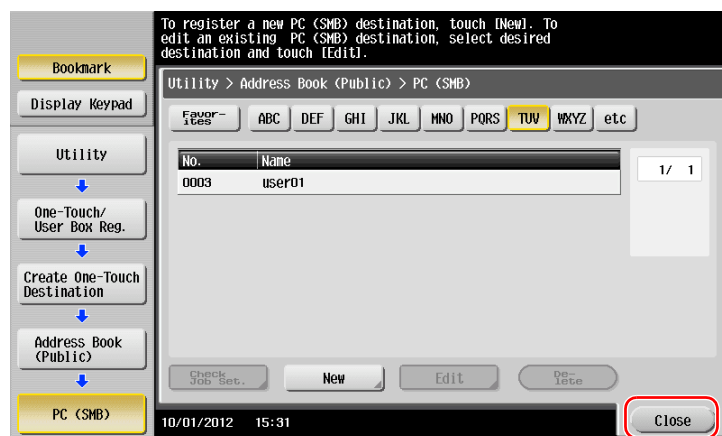 To register a new PC (SMB) destination, touch [New]. To
edit an existing PC (SMB) destination, select desired
destination and touch [Edit].
Bookmark
Display Keypad
Utility
One-Touch/
User Box Reg.
Create One-Touch
Destination
Address Book
(Public)
PC (SMB)
Utility > Address Book (Public) > PC (SMB)
Favor-
ites
ABC DEF GHI JKL MNO PQRS TUV WXYZ etc
No. Name
0003 user01
1/ 1
Check
Job Set.
New
Edit
De-
lete
10/01/2012 15:31
Close